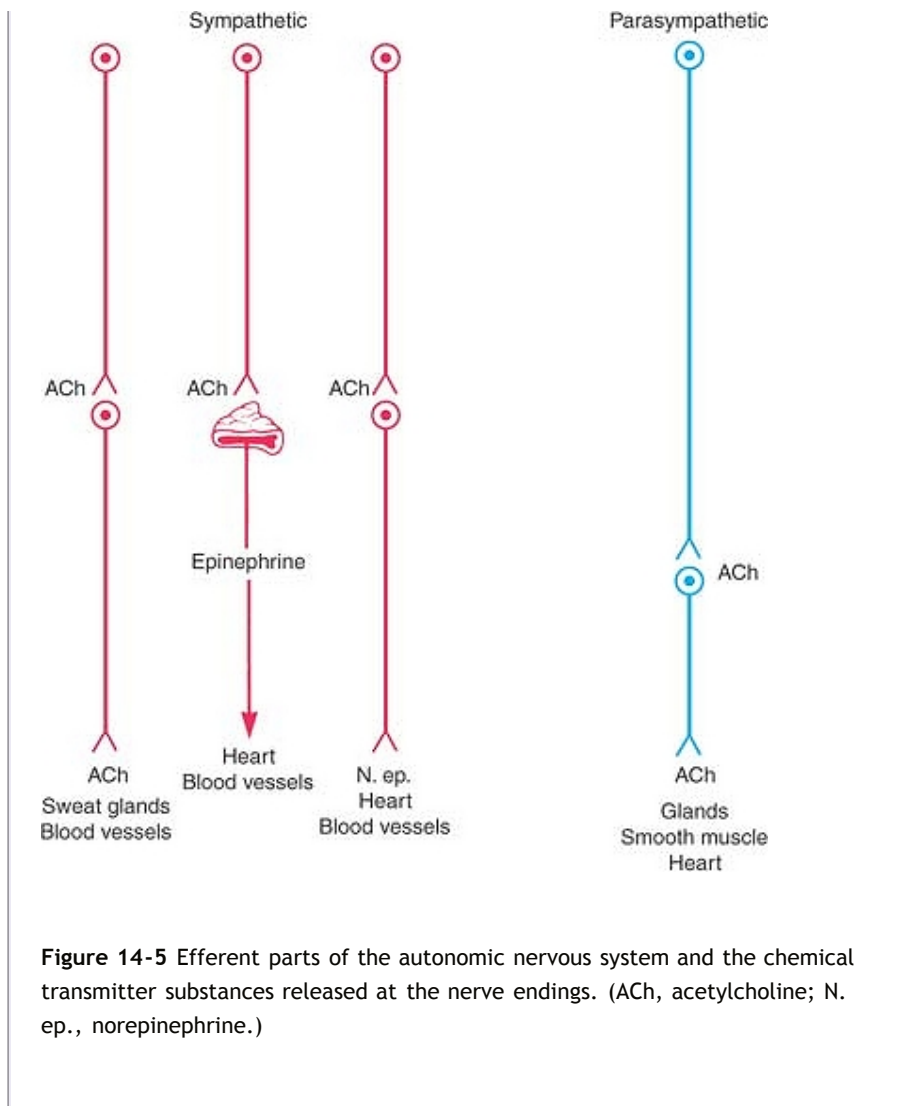 Sympathetic
Parasympathetic
ACh
ACh
ACh
ACh
Epinephrine
ACh
Sweat glands
Blood vessels
Heart
Blood vessels
N. ep.
Heart
Blood vessels
ACh
Glands
Smooth muscle
Heart
Figure 14-5 Efferent parts of the autonomic nervous system and the chemical
transmitter substances released at the nerve endings. (ACh, acetylcholine; N.
ep., norepinephrine.)